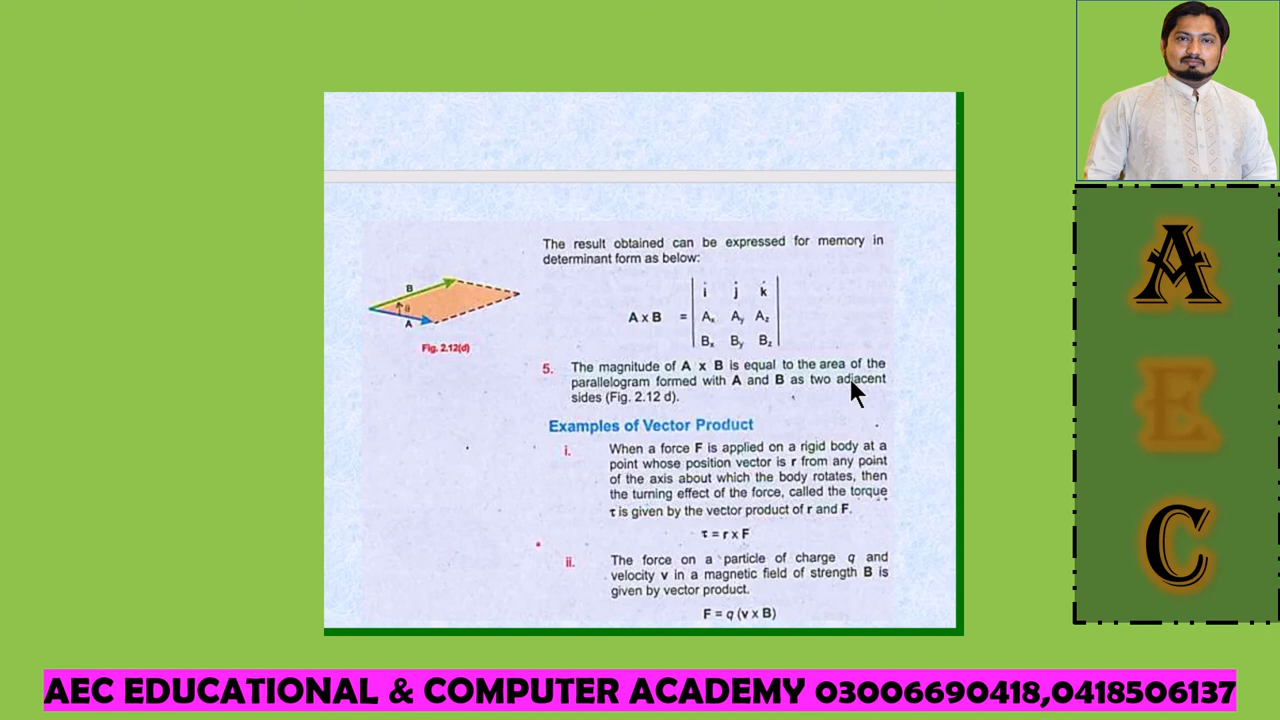 The result obtained can be expressed for memory in
determinant form as below:
B
θ
A
Fig. 2.12(d)
A x B = | i j k |
| Aₓ A_y A_z |
| Bₓ B_y B_z |
5. The magnitude of A x B is equal to the area of the
parallelogram formed with A and B as two adjacent
sides (Fig. 2.12 d).
Examples of Vector Product
i. When a force F is applied on a rigid body at a
point whose position vector is r from any point
of the axis about which the body rotates, then
the turning effect of the force, called the torque
τ is given by the vector product of r and F.
τ = r x F
ii. The force on a particle of charge q and
velocity v in a magnetic field of strength B is
given by vector product.
F = q (v x B)
A
E
C
AEC EDUCATIONAL & COMPUTER ACADEMY 03006690418,0418506137